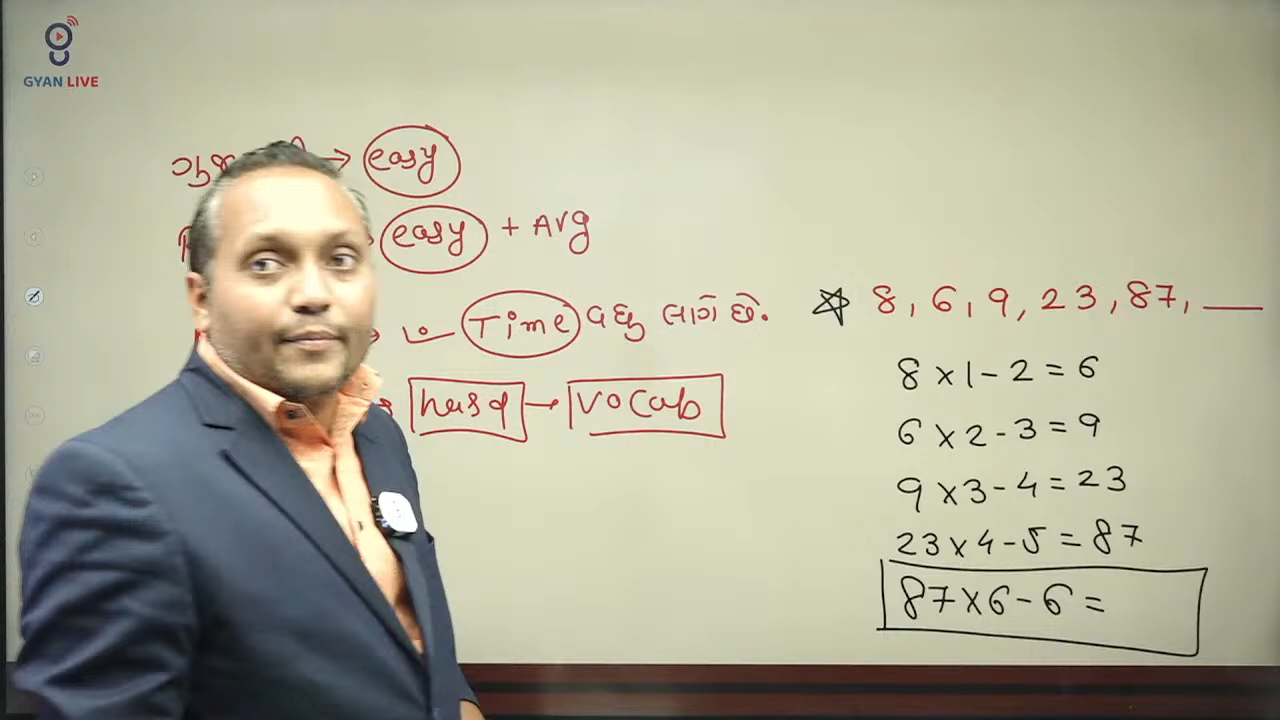 GYAN LIVE
→ easy
easy + Avg
Time વધુ લાગે છે.
hard → vocab
☆ 8, 6, 9, 23, 87, ___
8 x 1 - 2 = 6
6 x 2 - 3 = 9
9 x 3 - 4 = 23
23 x 4 - 5 = 87
87 x 6 - 6 =